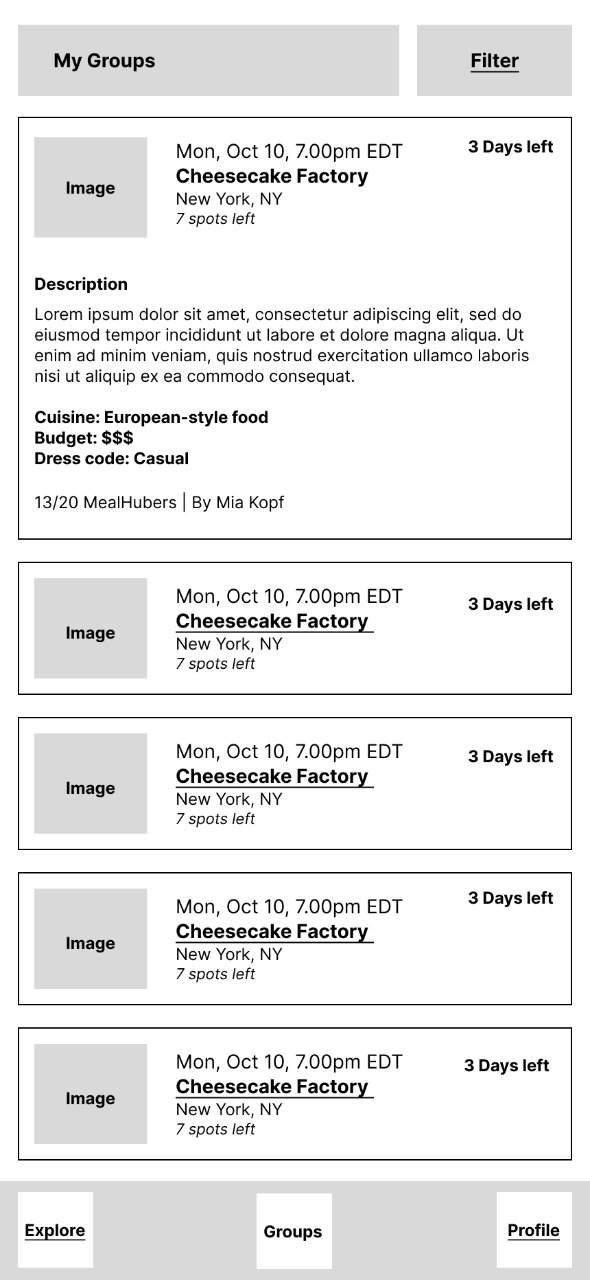 My Groups
Filter
Image
Mon, Oct 10, 7.00pm EDT
Cheesecake Factory
New York, NY
7 spots left
3 Days left
Description
Lorem ipsum dolor sit amet, consectetur adipiscing elit, sed do
eiusmod tempor incididunt ut labore et dolore magna aliqua. Ut
enim ad minim veniam, quis nostrud exercitation ullamco laboris
nisi ut aliquip ex ea commodo consequat.
Cuisine: European-style food
Budget: $$$
Dress code: Casual
13/20 MealHubers | By Mia Kopf
Image
Mon, Oct 10, 7.00pm EDT
Cheesecake Factory
New York, NY
7 spots left
3 Days left
Image
Mon, Oct 10, 7.00pm EDT
Cheesecake Factory
New York, NY
7 spots left
3 Days left
Image
Mon, Oct 10, 7.00pm EDT
Cheesecake Factory
New York, NY
7 spots left
3 Days left
Image
Mon, Oct 10, 7.00pm EDT
Cheesecake Factory
New York, NY
7 spots left
3 Days left
Explore
Groups
Profile